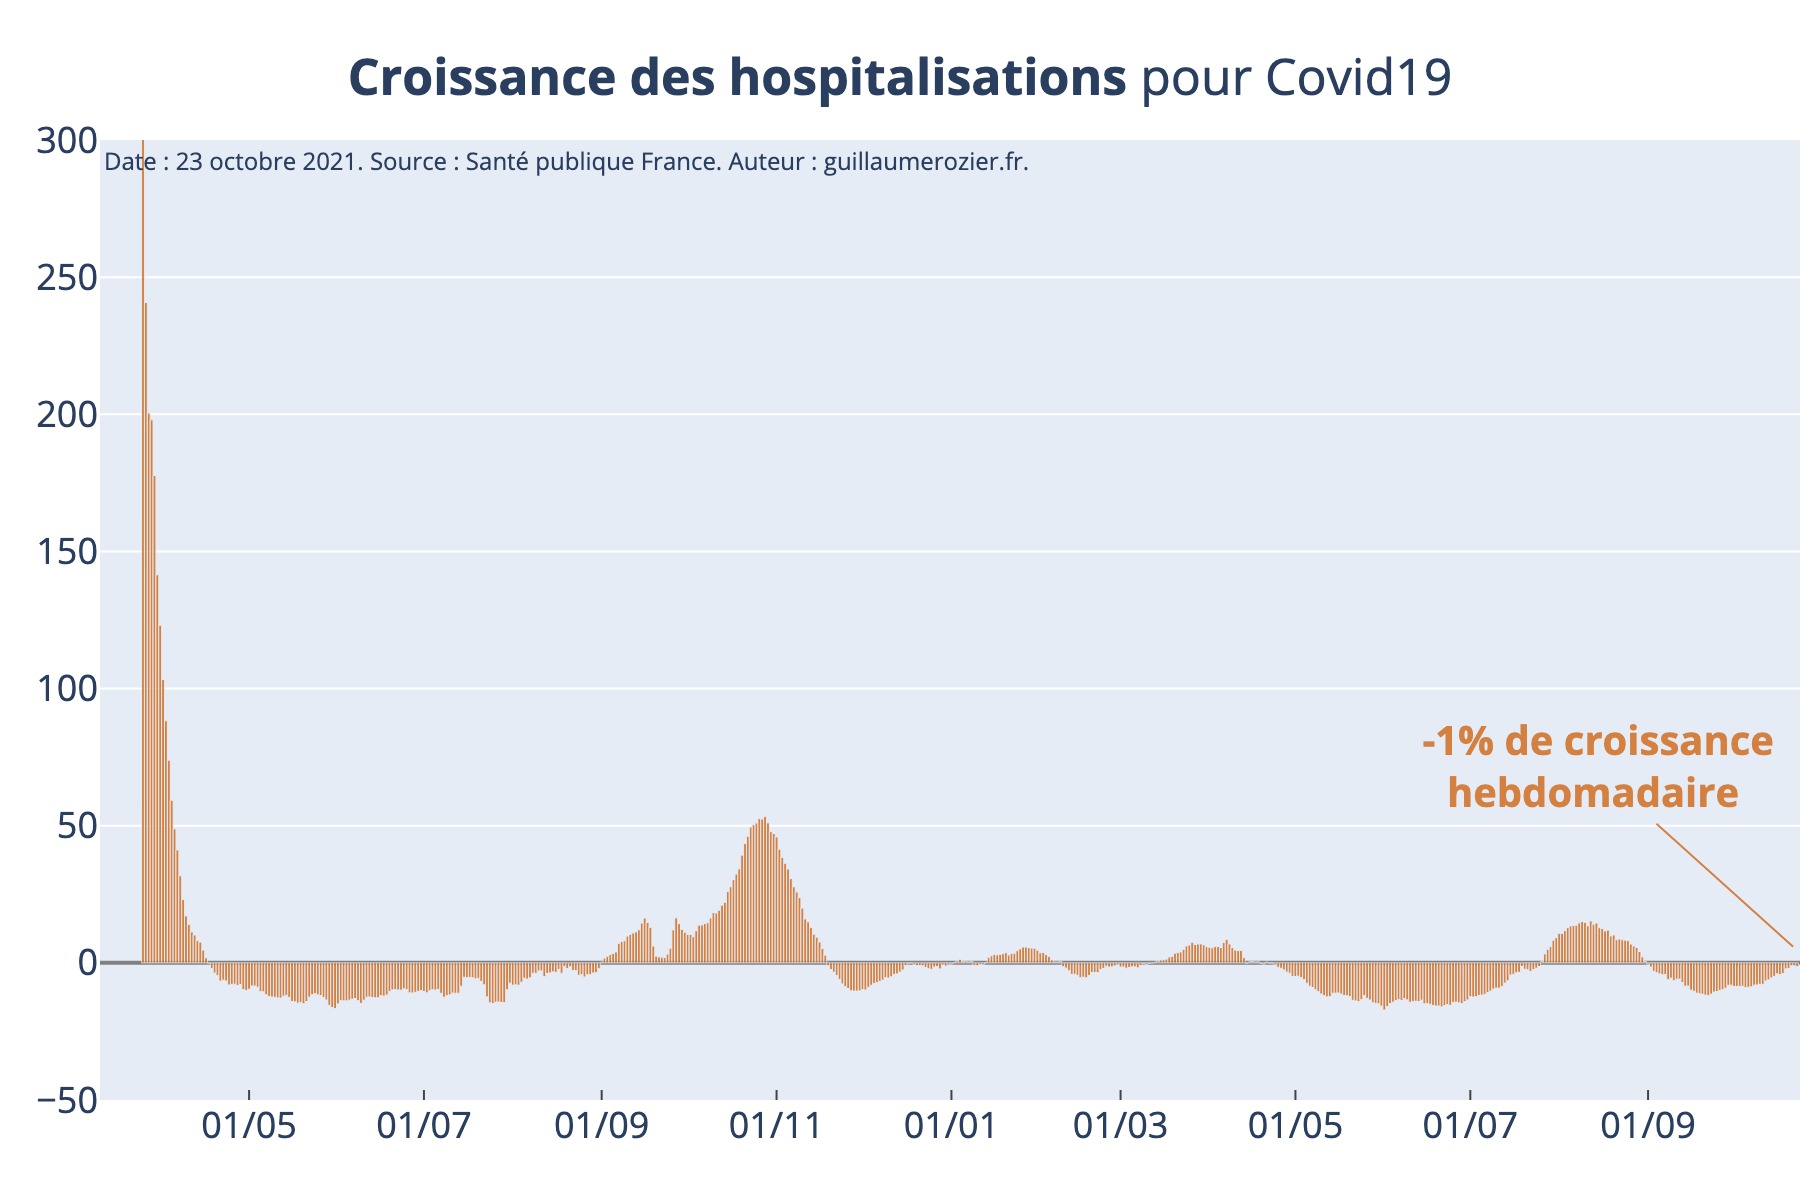 Croissance des hospitalisations pour Covid19
300
Date : 23 octobre 2021. Source : Santé publique France. Auteur : guillaumerozier.fr.
250
200
150
100
-1% de croissance
hebdomadaire
50
0
−50
01/05 01/07 01/09 01/11 01/01 01/03 01/05 01/07 01/09